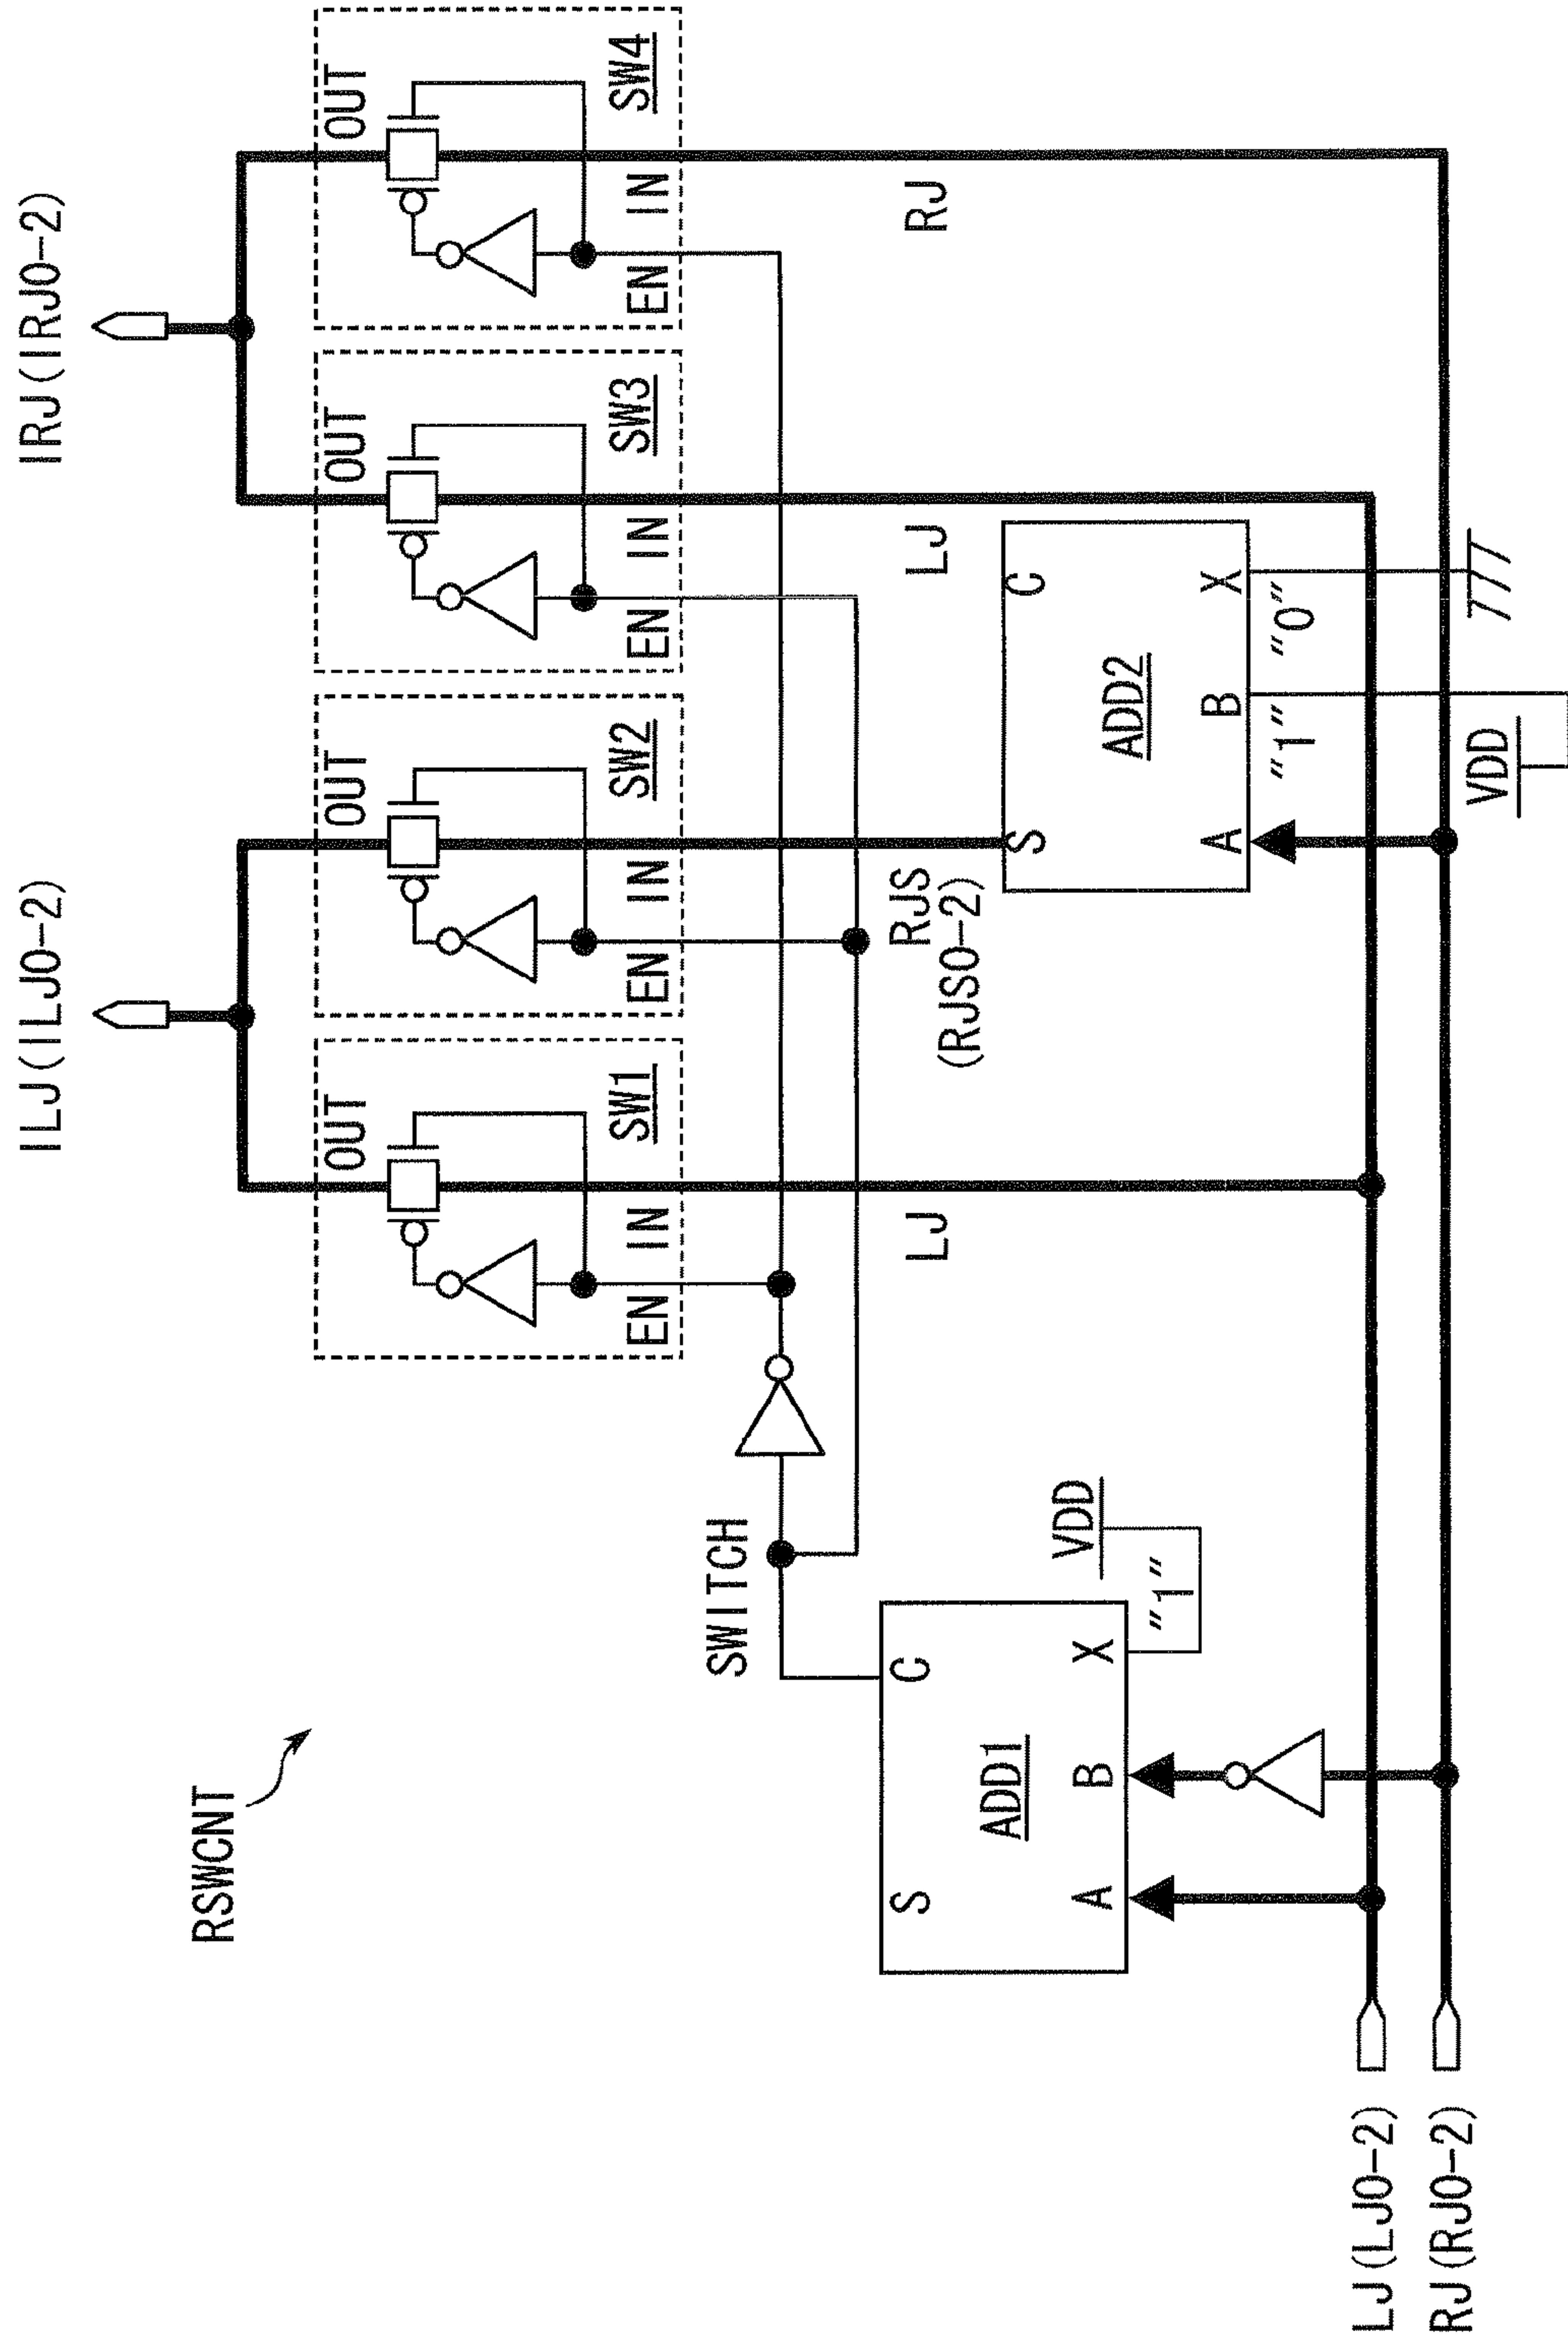 RSWCNT
ILJ(ILJ0-2)
IRJ(IRJ0-2)
OUT
OUT
OUT
OUT
SW1
SW2
SW3
SW4
EN IN
EN IN
EN IN
EN IN
SWITCH
LJ
RJS
(RJS0-2)
LJ
RJ
S C
ADD1
A B X
VDD
"1"
S C
ADD2
A B X
"1" "0"
VDD
LJ(LJ0-2)
RJ(RJ0-2)